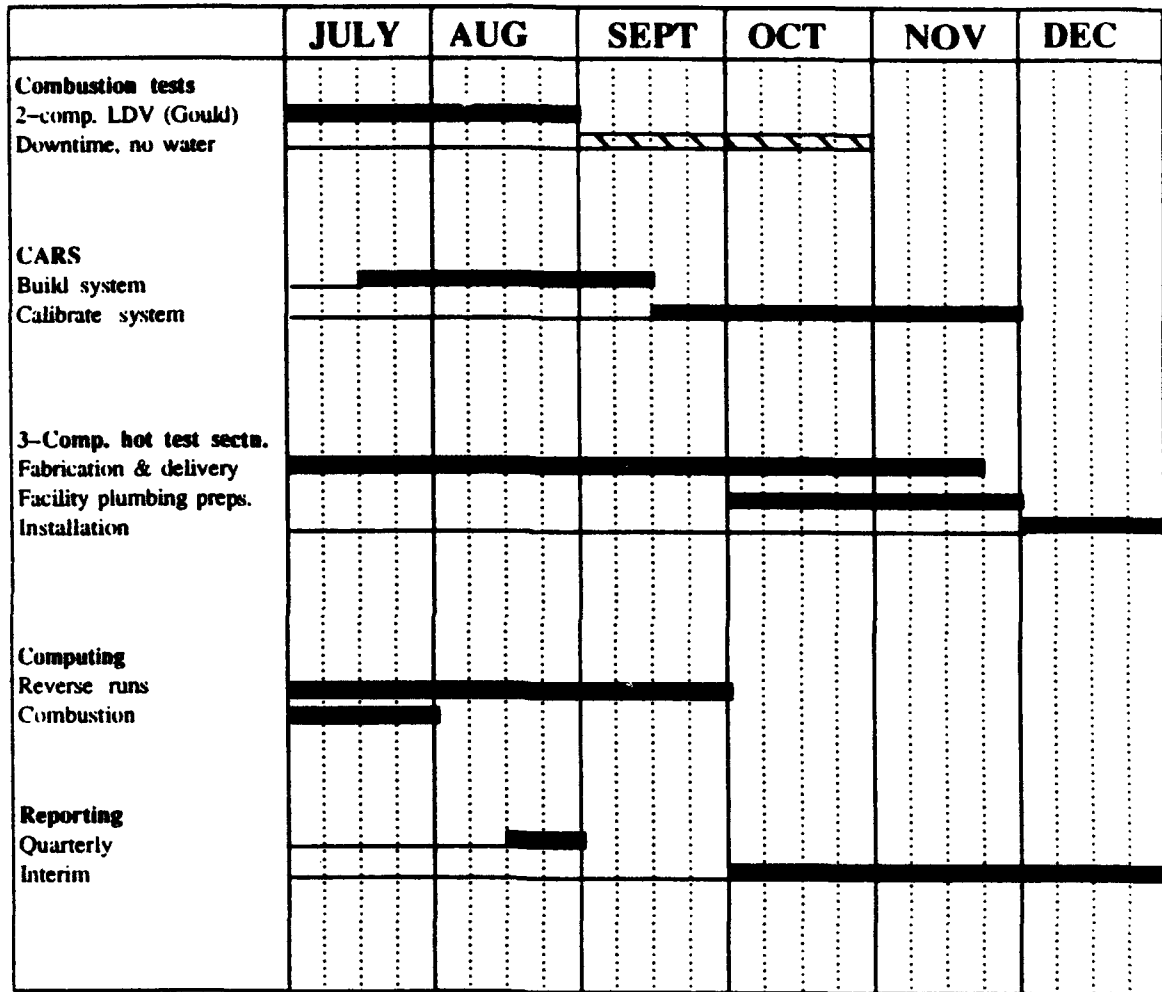 JULY AUG SEPT OCT NOV DEC
Combustion tests
2-comp. LDV (Gould)
Downtime, no water
CARS
Build system
Calibrate system
3-Comp. hot test sectn.
Fabrication & delivery
Facility plumbing preps.
Installation
Computing
Reverse runs
Combustion
Reporting
Quarterly
Interim